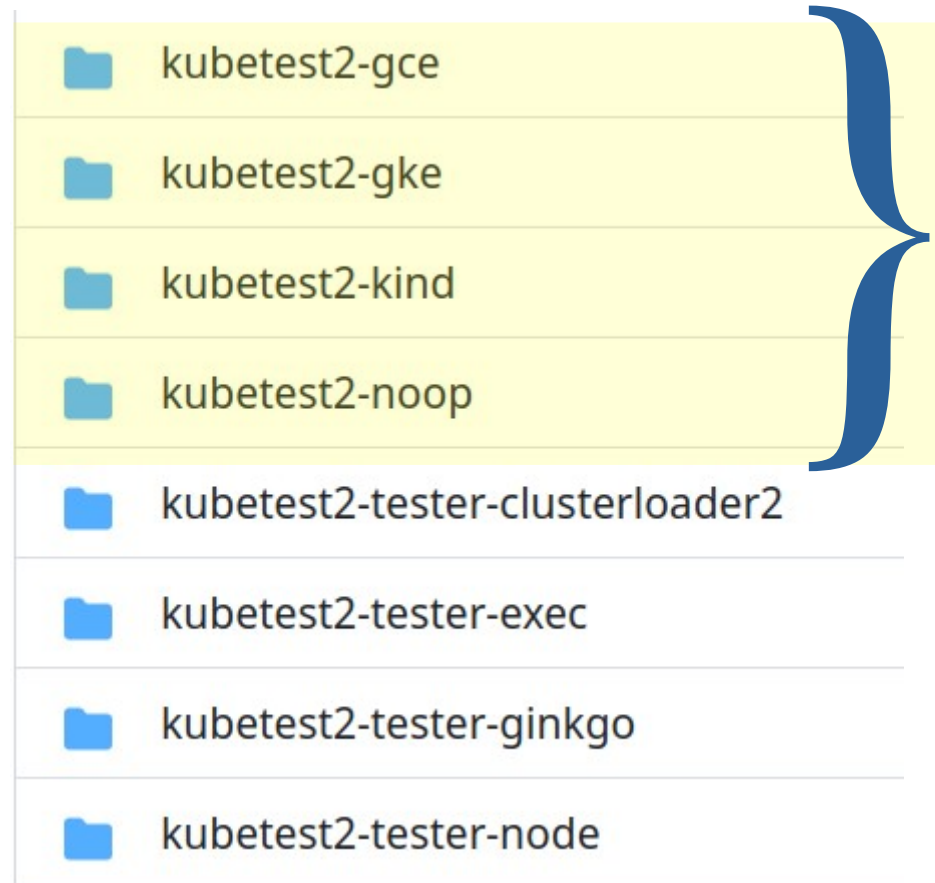 kubetest2-gce
kubetest2-gke
kubetest2-kind
kubetest2-noop
kubetest2-tester-clusterloader2
kubetest2-tester-exec
kubetest2-tester-ginkgo
kubetest2-tester-node